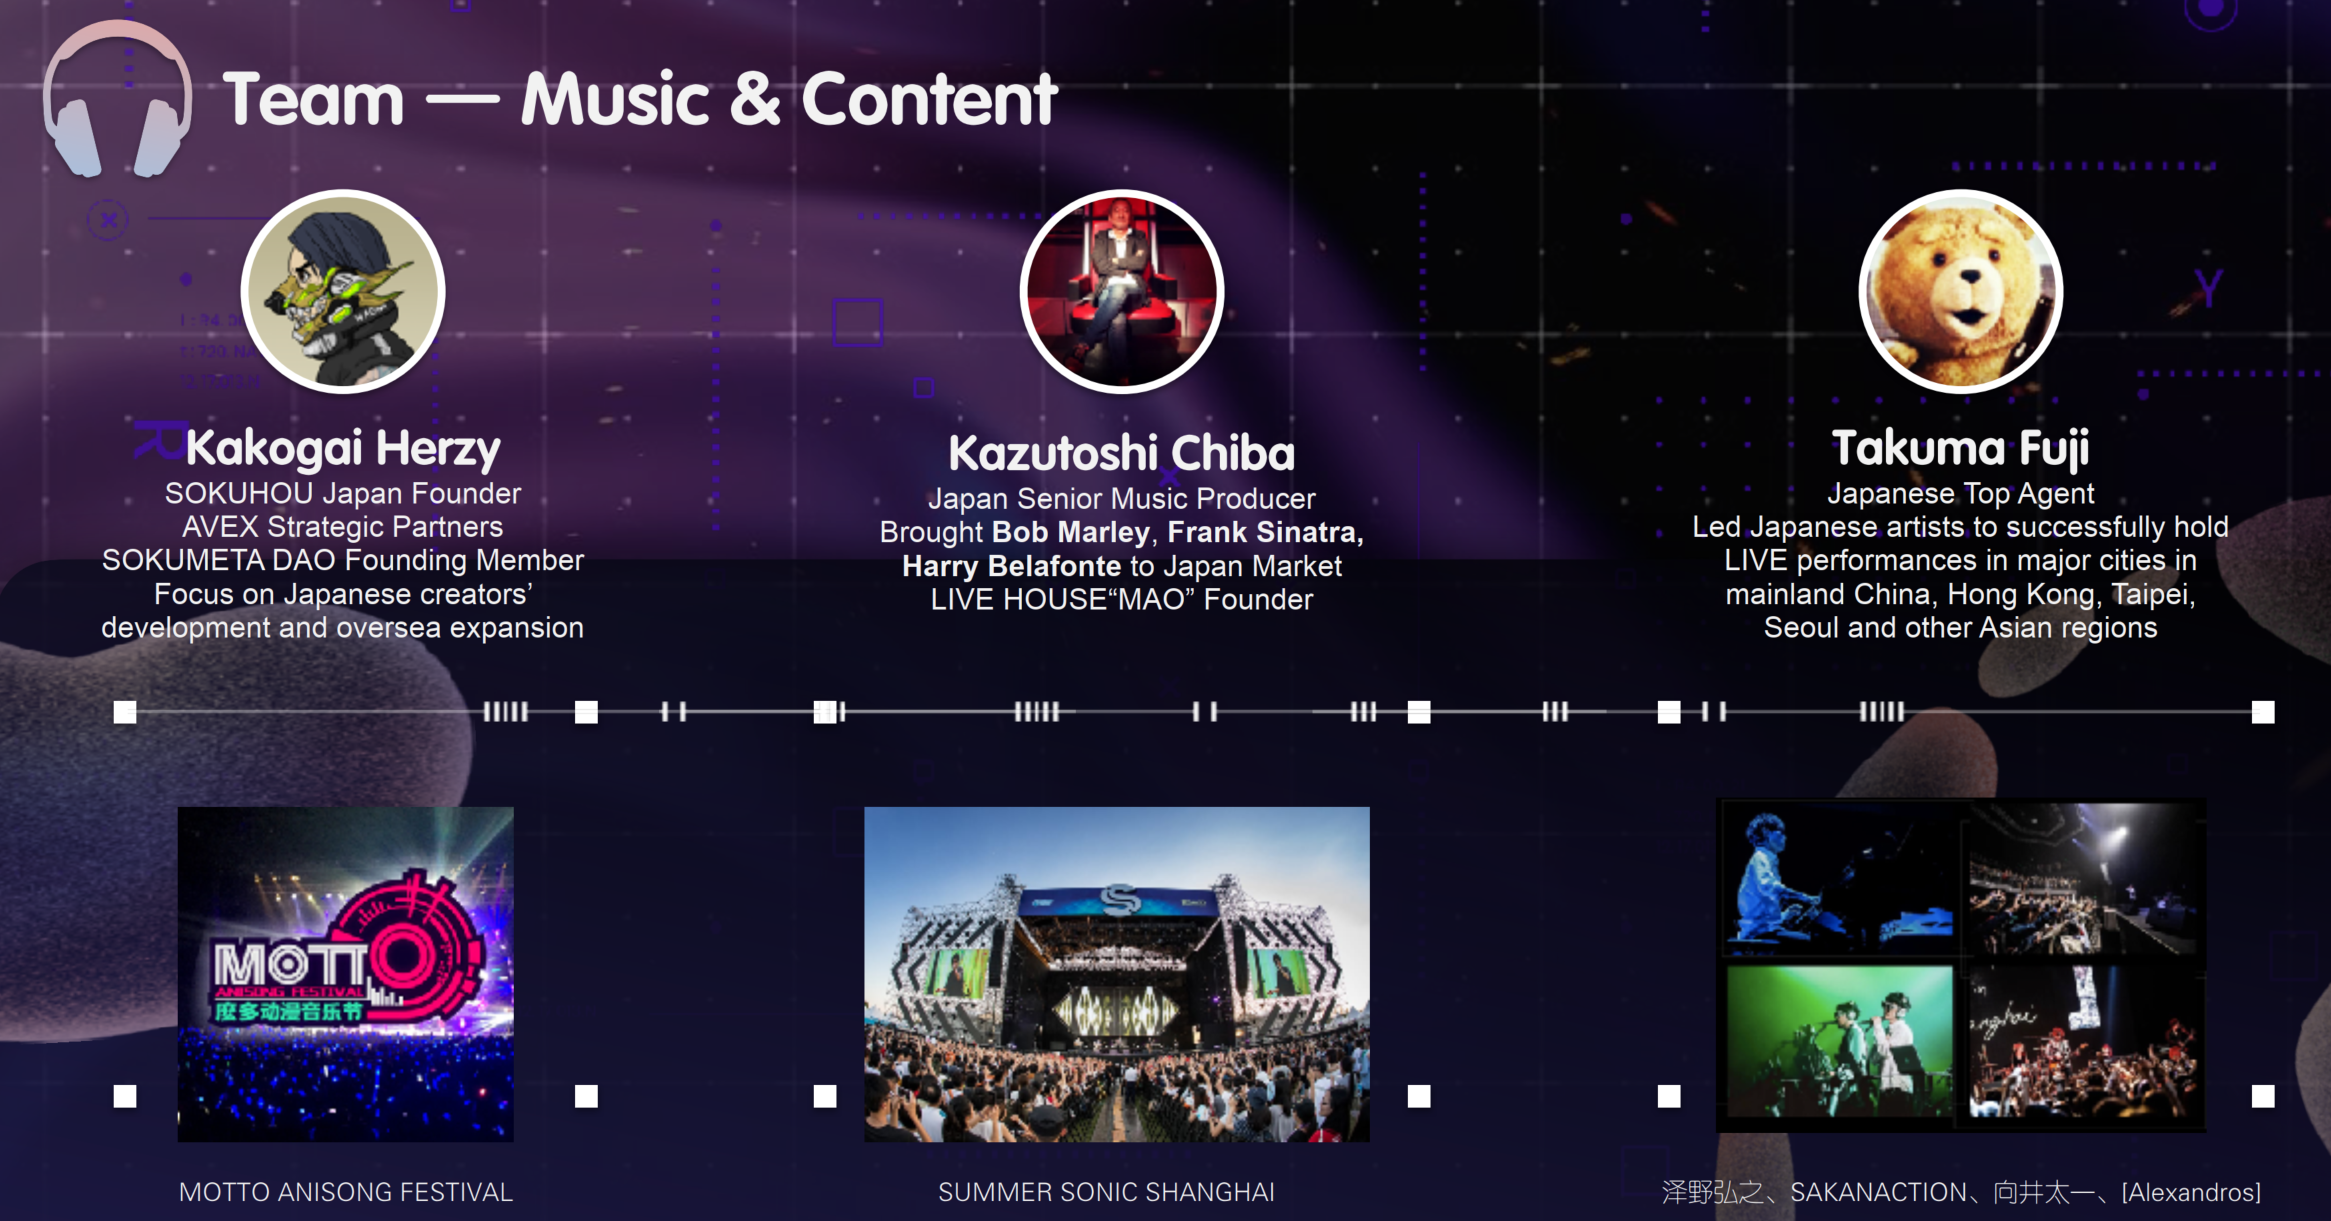 Team — Music & Content
Kakogai Herzy
SOKUHOU Japan Founder
AVEX Strategic Partners
SOKUMETA DAO Founding Member
Focus on Japanese creators’
development and oversea expansion
Kazutoshi Chiba
Japan Senior Music Producer
Brought Bob Marley, Frank Sinatra,
Harry Belafonte to Japan Market
LIVE HOUSE“MAO” Founder
Takuma Fuji
Japanese Top Agent
Led Japanese artists to successfully hold
LIVE performances in major cities in
mainland China, Hong Kong, Taipei,
Seoul and other Asian regions
R
Y
MOTTO
ANISONG FESTIVAL
麼多动漫音乐节
S
MOTTO ANISONG FESTIVAL
SUMMER SONIC SHANGHAI
泽野弘之、SAKANACTION、向井太一、[Alexandros]